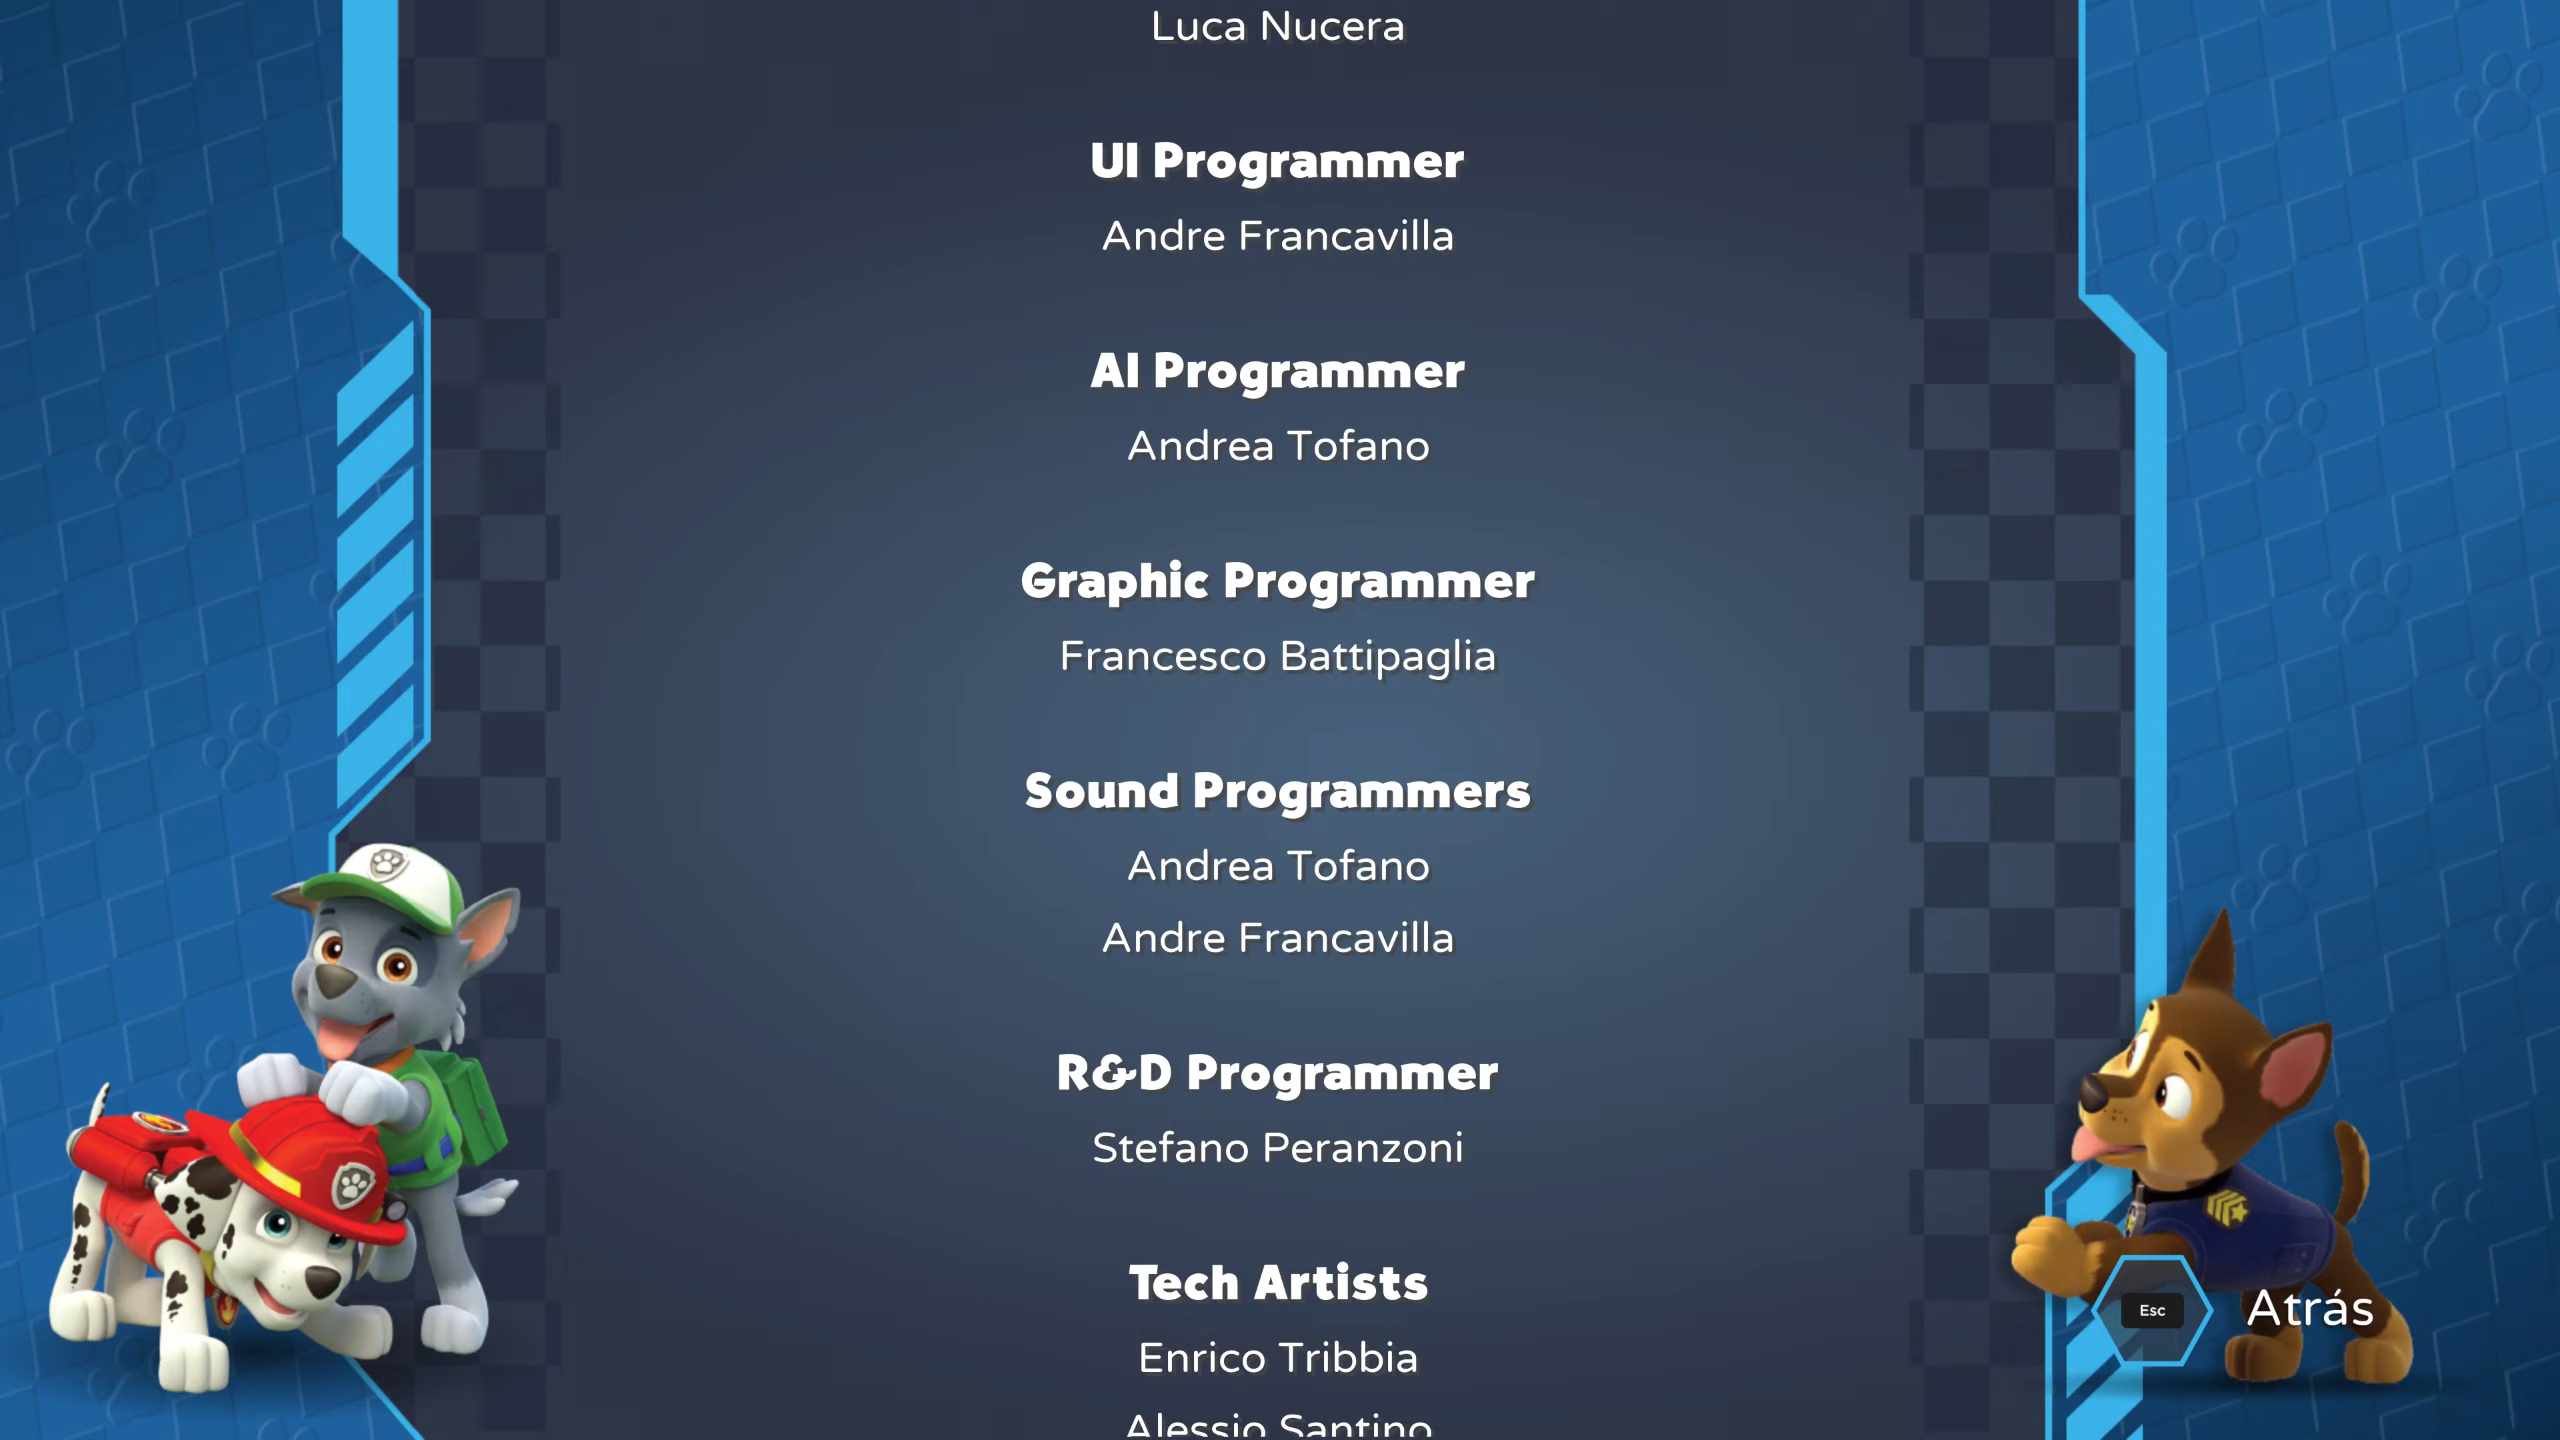 Luca Nucera
UI Programmer
Andre Francavilla
AI Programmer
Andrea Tofano
Graphic Programmer
Francesco Battipaglia
Sound Programmers
Andrea Tofano
Andre Francavilla
R&D Programmer
Stefano Peranzoni
Tech Artists
Enrico Tribbia
Alessio Santino
Esc Atrás